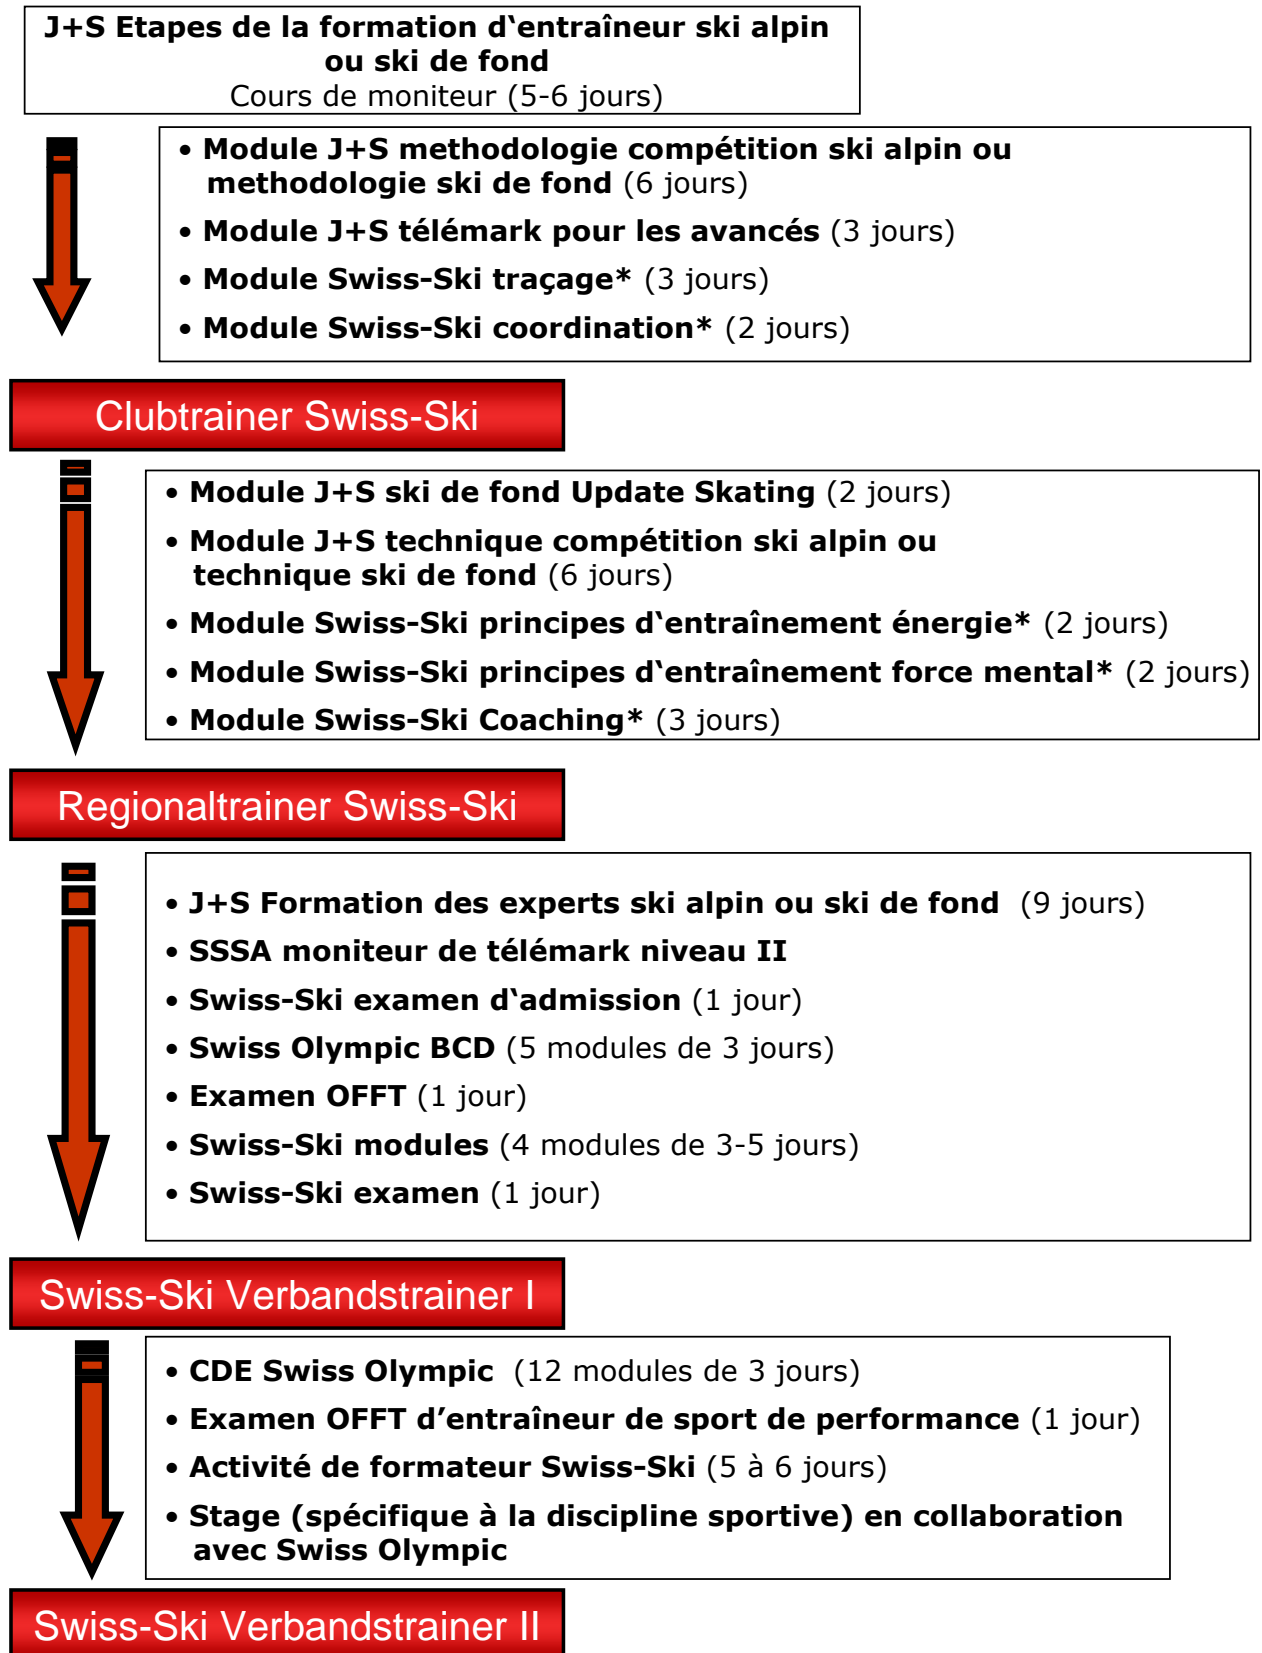 J+S Etapes de la formation d‘entraîneur ski alpin
ou ski de fond
Cours de moniteur (5-6 jours)
• Module J+S methodologie compétition ski alpin ou
methodologie ski de fond (6 jours)
• Module J+S télémark pour les avancés (3 jours)
• Module Swiss-Ski traçage* (3 jours)
• Module Swiss-Ski coordination* (2 jours)
Clubtrainer Swiss-Ski
• Module J+S ski de fond Update Skating (2 jours)
• Module J+S technique compétition ski alpin ou
technique ski de fond (6 jours)
• Module Swiss-Ski principes d‘entraînement énergie* (2 jours)
• Module Swiss-Ski principes d‘entraînement force mental* (2 jours)
• Module Swiss-Ski Coaching* (3 jours)
Regionaltrainer Swiss-Ski
• J+S Formation des experts ski alpin ou ski de fond (9 jours)
• SSSA moniteur de télémark niveau II
• Swiss-Ski examen d‘admission (1 jour)
• Swiss Olympic BCD (5 modules de 3 jours)
• Examen OFFT (1 jour)
• Swiss-Ski modules (4 modules de 3-5 jours)
• Swiss-Ski examen (1 jour)
Swiss-Ski Verbandstrainer I
• CDE Swiss Olympic (12 modules de 3 jours)
• Examen OFFT d’entraîneur de sport de performance (1 jour)
• Activité de formateur Swiss-Ski (5 à 6 jours)
• Stage (spécifique à la discipline sportive) en collaboration
avec Swiss Olympic
Swiss-Ski Verbandstrainer II